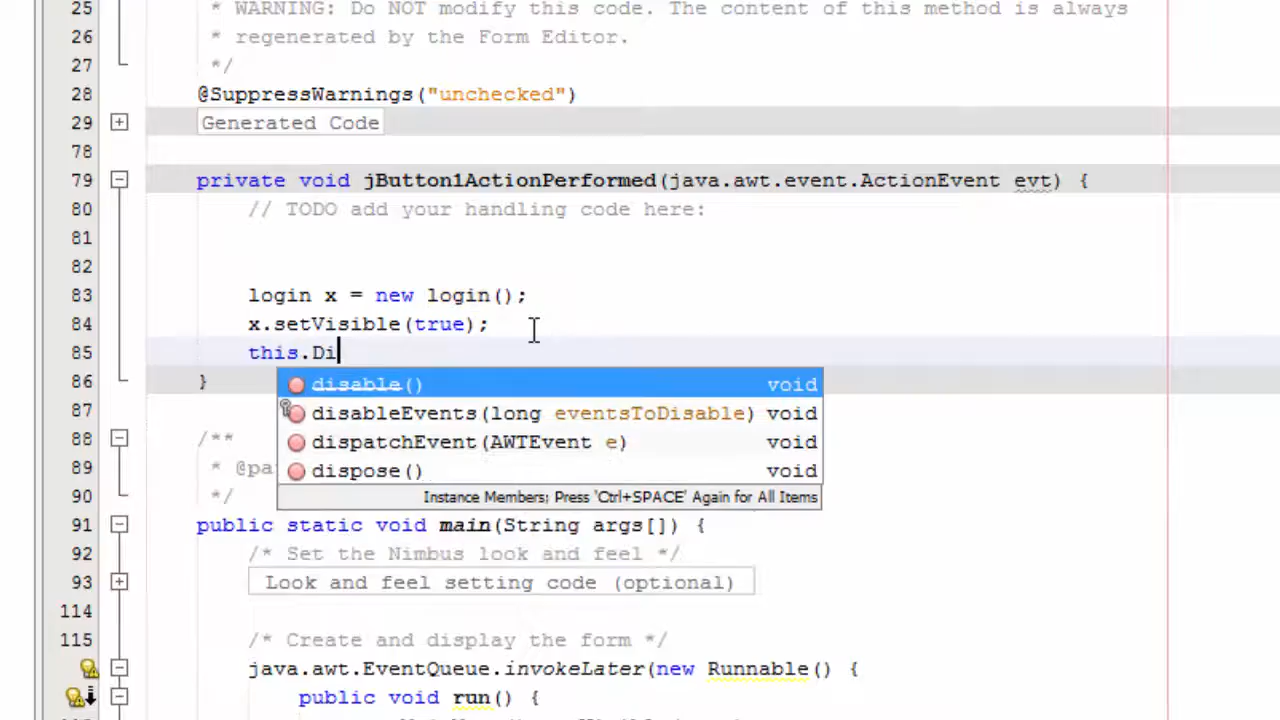 25 * WARNING: Do NOT modify this code. The content of this method is always
26 * regenerated by the Form Editor.
27 */
28 @SuppressWarnings("unchecked")
29 Generated Code
78
79 private void jButton1ActionPerformed(java.awt.event.ActionEvent evt) {
80 // TODO add your handling code here:
81
82
83 login x = new login();
84 x.setVisible(true);
85 this.Di
86 }
disable() void
87 disableEvents(long eventsToDisable) void
88 /** dispatchEvent(AWTEvent e) void
89 * @pa dispose() void
90 */ Instance Members; Press 'Ctrl+SPACE' Again for All Items
91 public static void main(String args[]) {
92 /* Set the Nimbus look and feel */
93 Look and feel setting code (optional)
114
115 /* Create and display the form */
java.awt.EventQueue.invokeLater(new Runnable() {
public void run() {